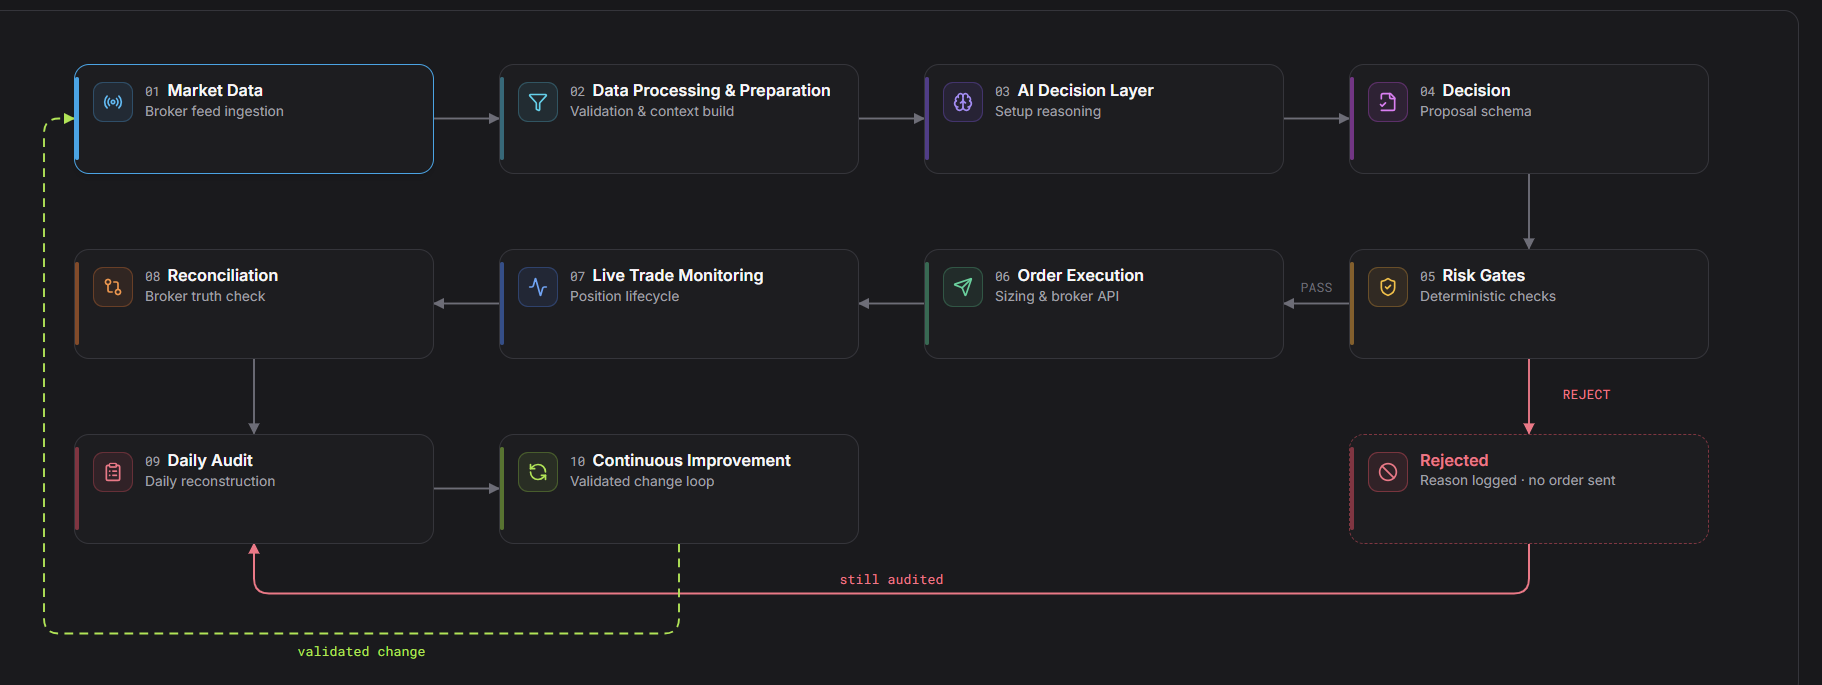 01 Market Data
Broker feed ingestion
02 Data Processing & Preparation
Validation & context build
03 AI Decision Layer
Setup reasoning
04 Decision
Proposal schema
08 Reconciliation
Broker truth check
07 Live Trade Monitoring
Position lifecycle
06 Order Execution
Sizing & broker API
PASS
05 Risk Gates
Deterministic checks
REJECT
09 Daily Audit
Daily reconstruction
10 Continuous Improvement
Validated change loop
Rejected
Reason logged · no order sent
still audited
validated change